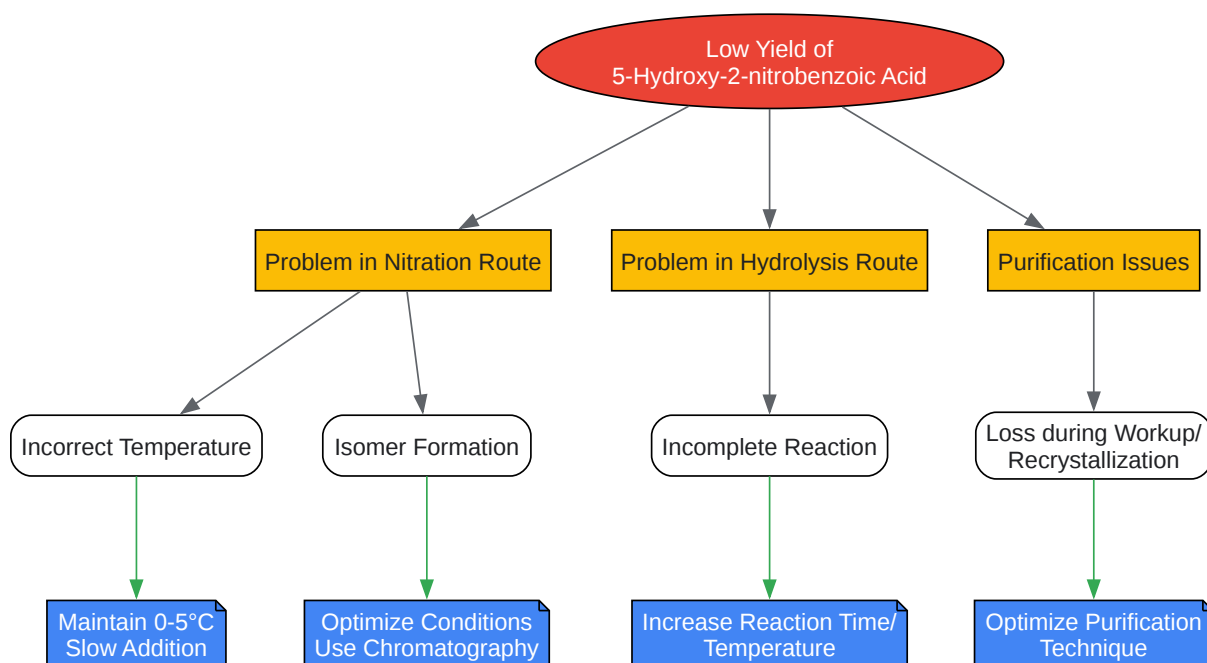 Low Yield of
5-Hydroxy-2-nitrobenzoic Acid
Problem in Nitration Route
Problem in Hydrolysis Route
Purification Issues
Incorrect Temperature
Isomer Formation
Incomplete Reaction
Loss during Workup/
Recrystallization
Maintain 0-5°C
Slow Addition
Optimize Conditions
Use Chromatography
Increase Reaction Time/
Temperature
Optimize Purification
Technique